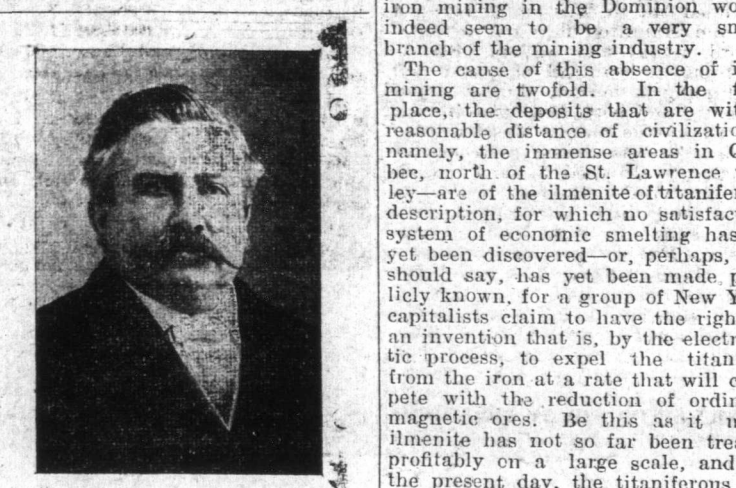 iron mining in the Dominion wo
indeed seem to be a very sm
branch of the mining industry.
The cause of this absence of i
mining are twofold. In the f
place, the deposits that are wit
reasonable distance of civilizatio
namely, the immense areas in Q
bec, north of the St. Lawrence
ley—are of the ilmenite of titanifer
description, for which no satisfac
system of economic smelting has
yet been discovered—or, perhaps,
should say, has yet been made p
licly known, for a group of New Y
capitalists claim to have the righ
an invention that is, by the electr
tic process, to expel the titan
from the iron at a rate that will c
pete with the reduction of ordin
magnetic ores. Be this as it m
ilmenite has not so far been trea
profitably on a large scale, and
the present day, the titaniferous